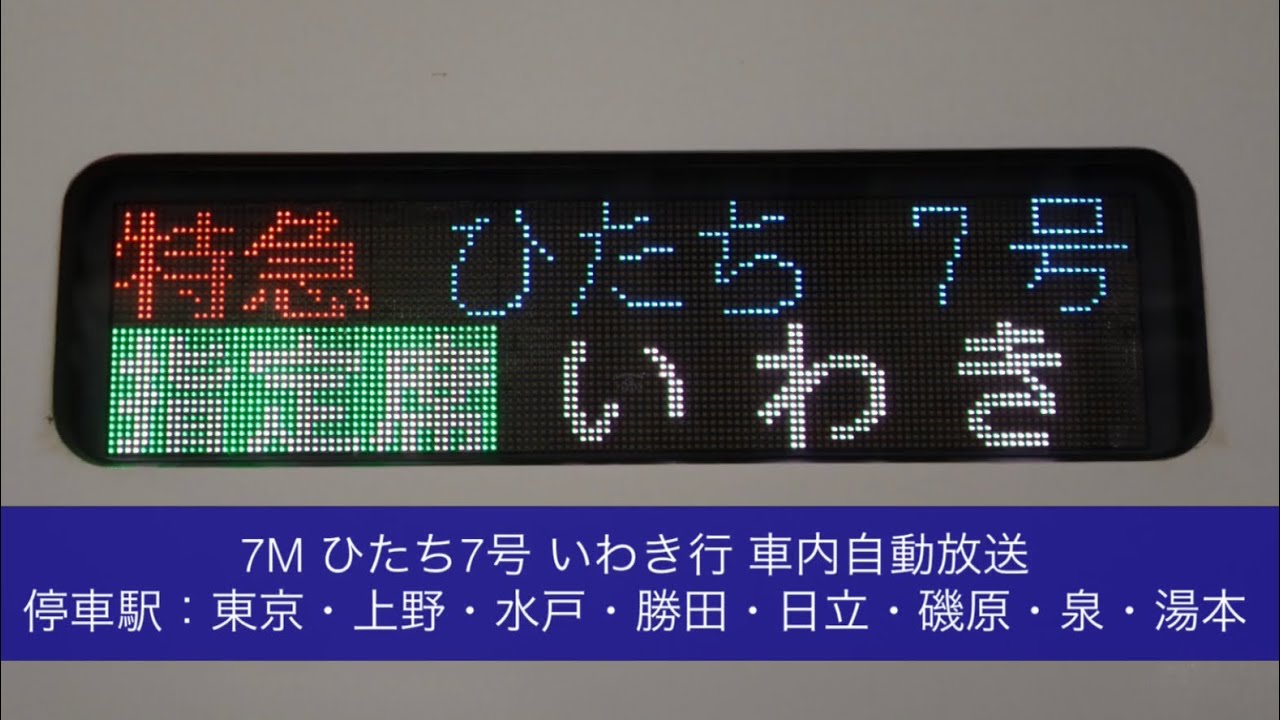 特急 ひたち 7号
指定席 いわき
7M ひたち7号 いわき行 車内自動放送
停車駅：東京・上野・水戸・勝田・日立・磯原・泉・湯本